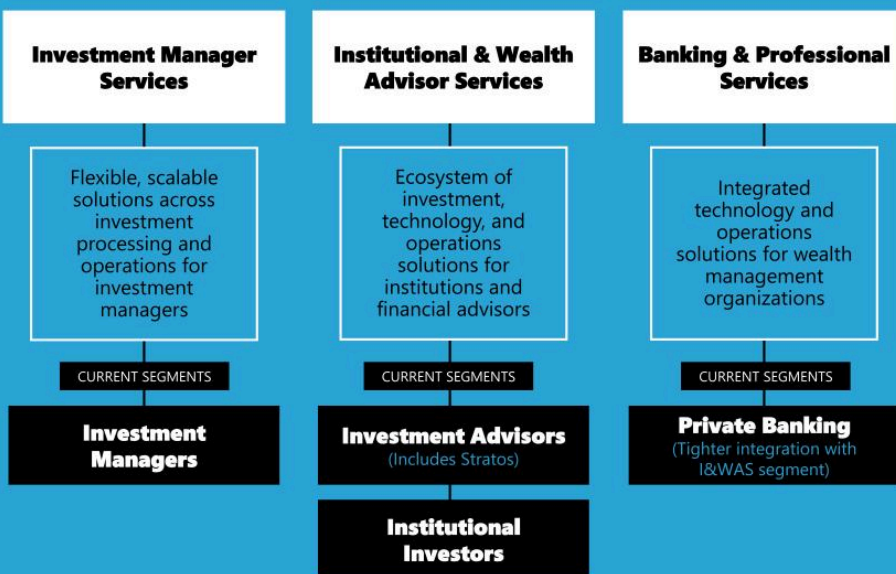 Investment Manager
Services
Flexible, scalable
solutions across
investment
processing and
operations for
investment
managers
CURRENT SEGMENTS
Investment
Managers
Institutional & Wealth
Advisor Services
Ecosystem of
investment,
technology, and
operations
solutions for
institutions and
financial advisors
CURRENT SEGMENTS
Investment Advisors
(Includes Stratos)
Institutional
Investors
Banking & Professional
Services
Integrated
technology and
operations
solutions for wealth
management
organizations
CURRENT SEGMENTS
Private Banking
(Tighter integration with
I&WAS segment)